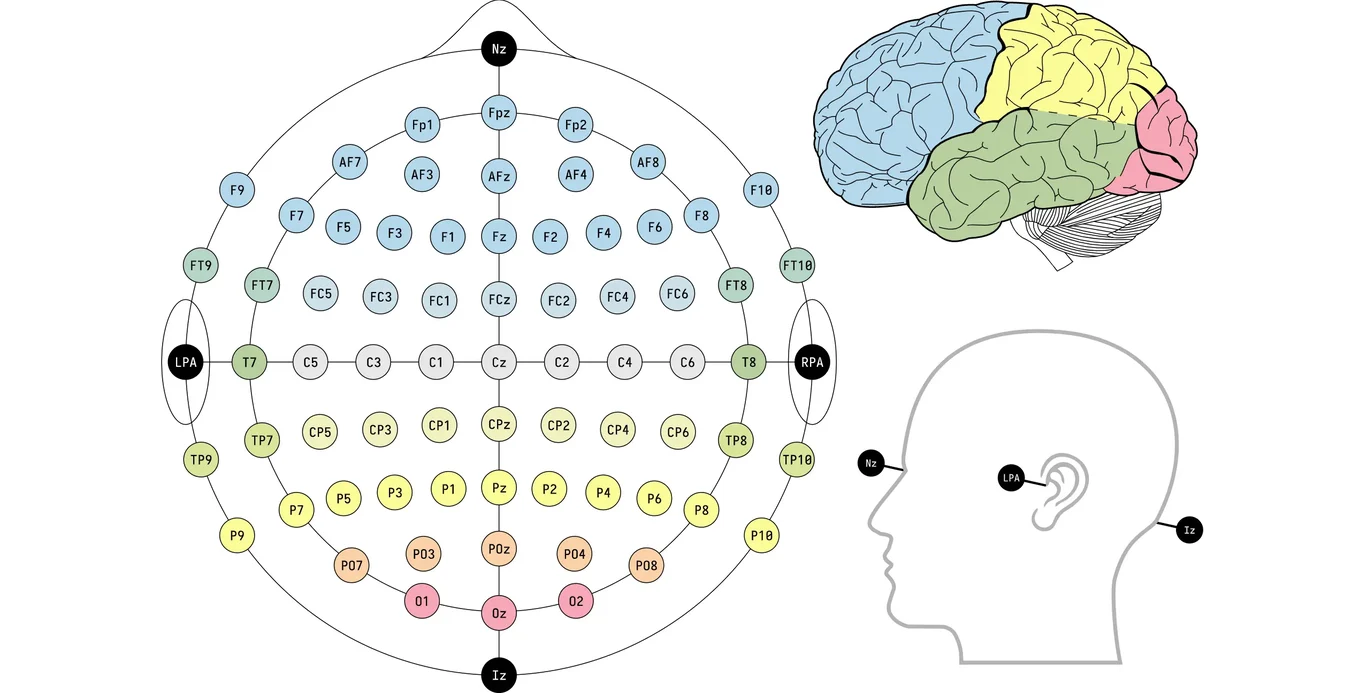 Nz
Fp1 Fpz Fp2
AF7 AF3 AFz AF4 AF8
F9 F7 F5 F3 F1 Fz F2 F4 F6 F8 F10
FT9 FT7 FC5 FC3 FC1 FCz FC2 FC4 FC6 FT8 FT10
LPA T7 C5 C3 C1 Cz C2 C4 C6 T8 RPA
TP9 TP7 CP5 CP3 CP1 CPz CP2 CP4 CP6 TP8 TP10
P9 P7 P5 P3 P1 Pz P2 P4 P6 P8 P10
PO7 PO3 POz PO4 PO8
O1 Oz O2
Iz
Nz
LPA
Iz